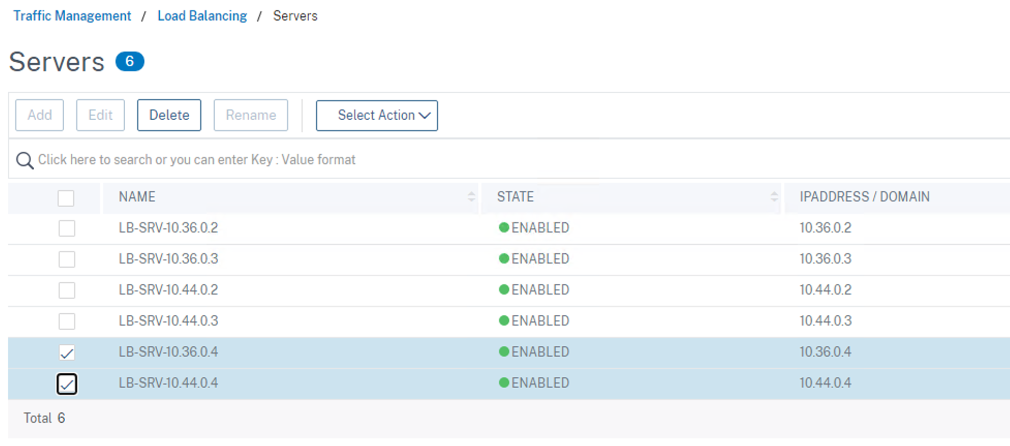 Traffic Management / Load Balancing / Servers
Servers 6
Add Edit Delete Rename Select Action
Click here to search or you can enter Key : Value format
NAME STATE IPADDRESS / DOMAIN
LB-SRV-10.36.0.2 ENABLED 10.36.0.2
LB-SRV-10.36.0.3 ENABLED 10.36.0.3
LB-SRV-10.44.0.2 ENABLED 10.44.0.2
LB-SRV-10.44.0.3 ENABLED 10.44.0.3
LB-SRV-10.36.0.4 ENABLED 10.36.0.4
LB-SRV-10.44.0.4 ENABLED 10.44.0.4
Total 6